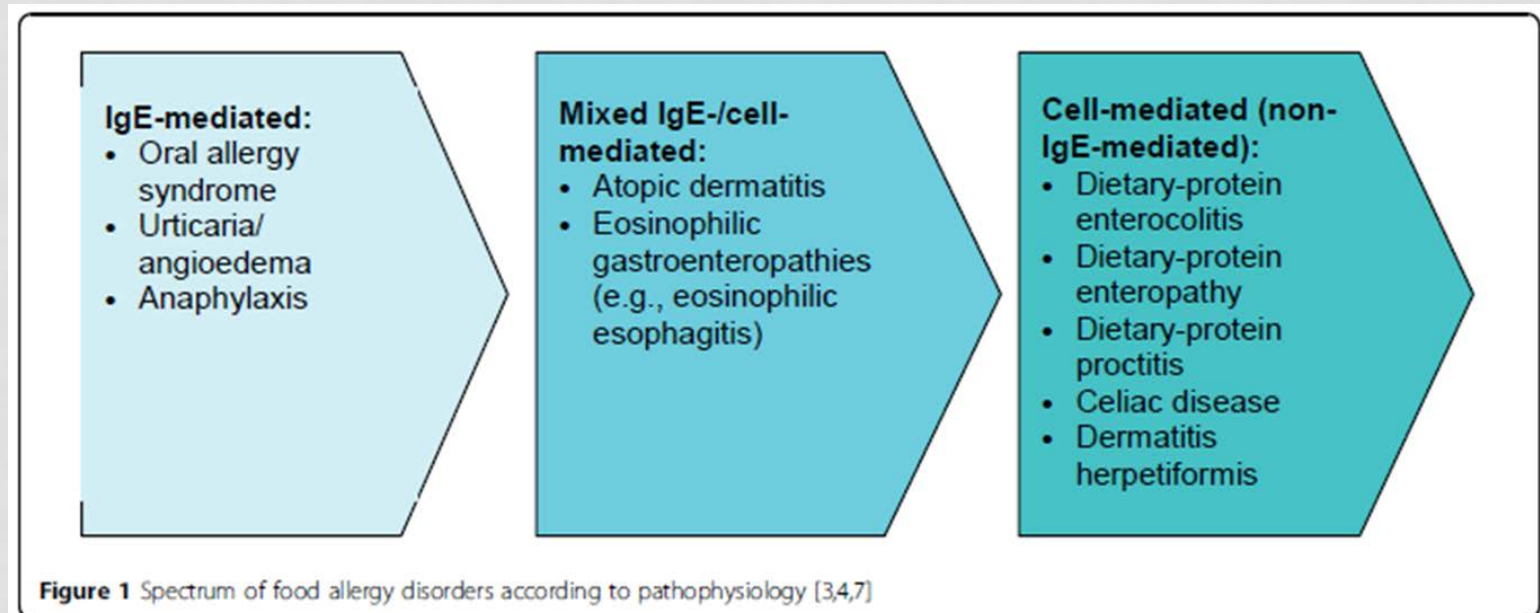 IgE-mediated:
• Oral allergy
syndrome
• Urticaria/
angioedema
• Anaphylaxis
Mixed IgE-/cell-
mediated:
• Atopic dermatitis
• Eosinophilic
gastroenteropathies
(e.g., eosinophilic
esophagitis)
Cell-mediated (non-
IgE-mediated):
• Dietary-protein
enterocolitis
• Dietary-protein
enteropathy
• Dietary-protein
proctitis
• Celiac disease
• Dermatitis
herpetiformis
Figure 1 Spectrum of food allergy disorders according to pathophysiology [3,4,7]